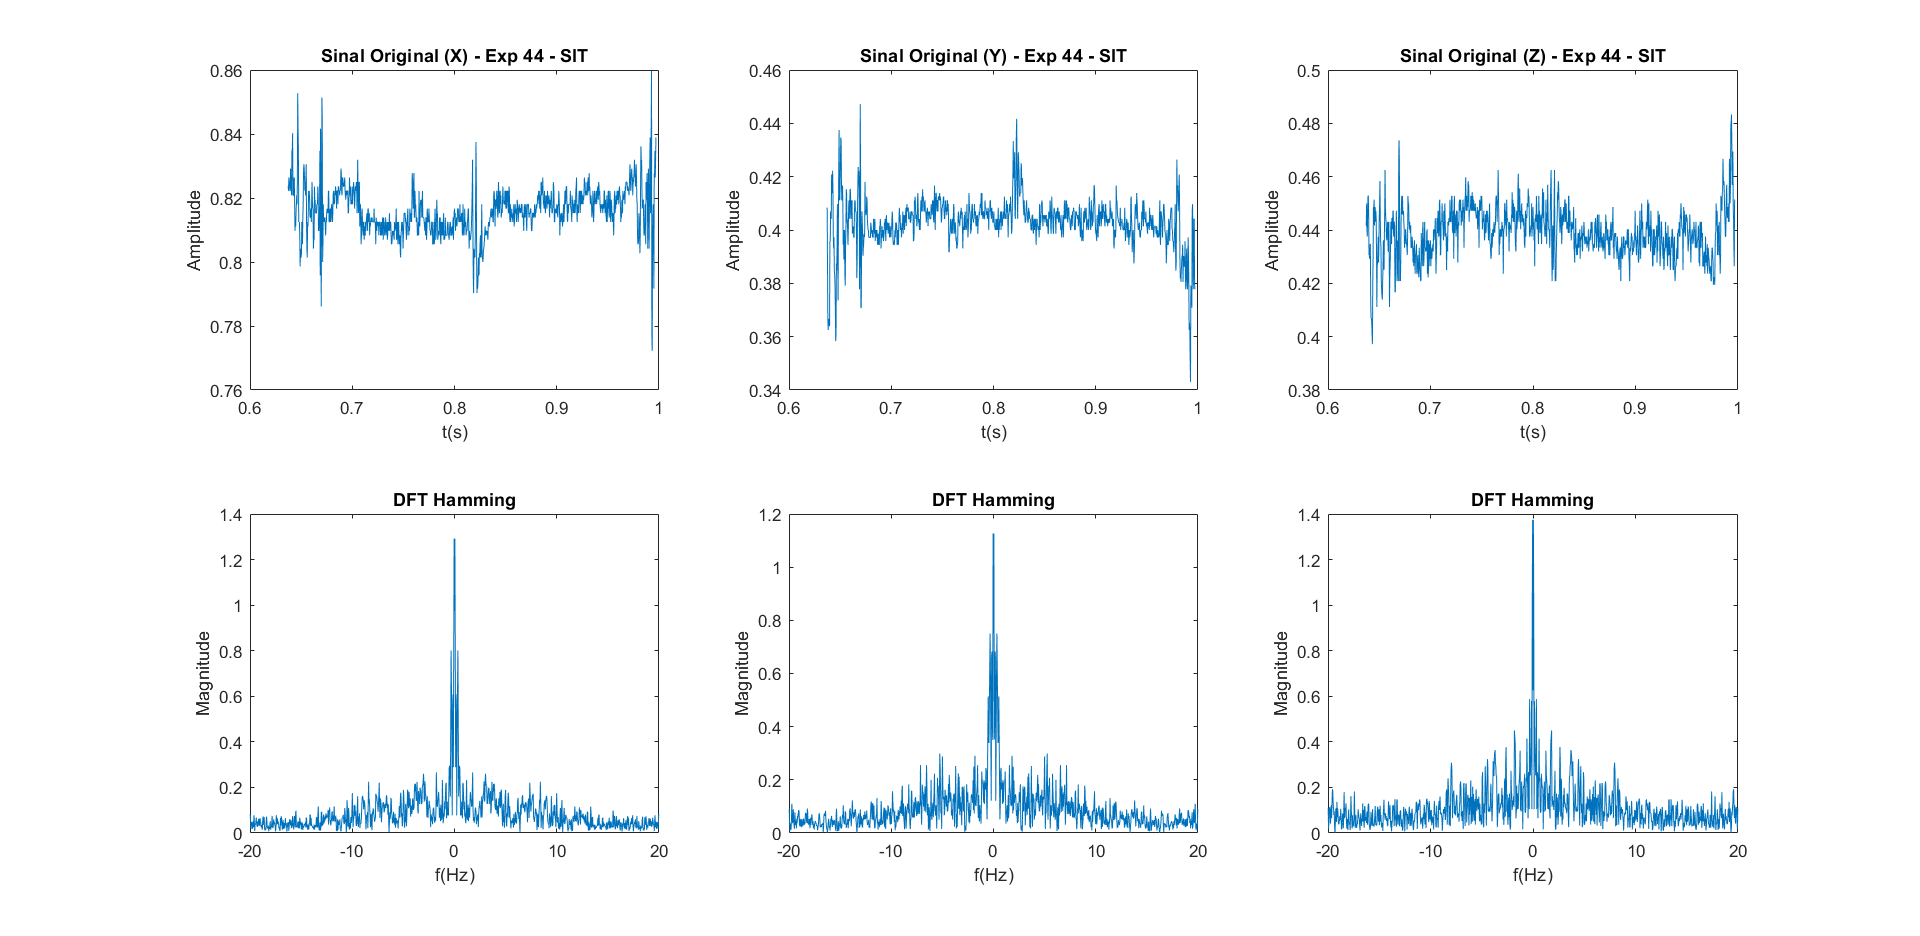 Sinal Original (X) - Exp 44 - SIT
0.86
0.84
0.82
0.8
0.78
0.76
Amplitude
0.6 0.7 0.8 0.9 1
t(s)
Sinal Original (Y) - Exp 44 - SIT
0.46
0.44
0.42
0.4
0.38
0.36
0.34
Amplitude
0.6 0.7 0.8 0.9 1
t(s)
Sinal Original (Z) - Exp 44 - SIT
0.5
0.48
0.46
0.44
0.42
0.4
0.38
Amplitude
0.6 0.7 0.8 0.9 1
t(s)
DFT Hamming
1.4
1.2
1
0.8
0.6
0.4
0.2
0
Magnitude
-20 -10 0 10 20
f(Hz)
DFT Hamming
1.2
1
0.8
0.6
0.4
0.2
0
Magnitude
-20 -10 0 10 20
f(Hz)
DFT Hamming
1.4
1.2
1
0.8
0.6
0.4
0.2
0
Magnitude
-20 -10 0 10 20
f(Hz)